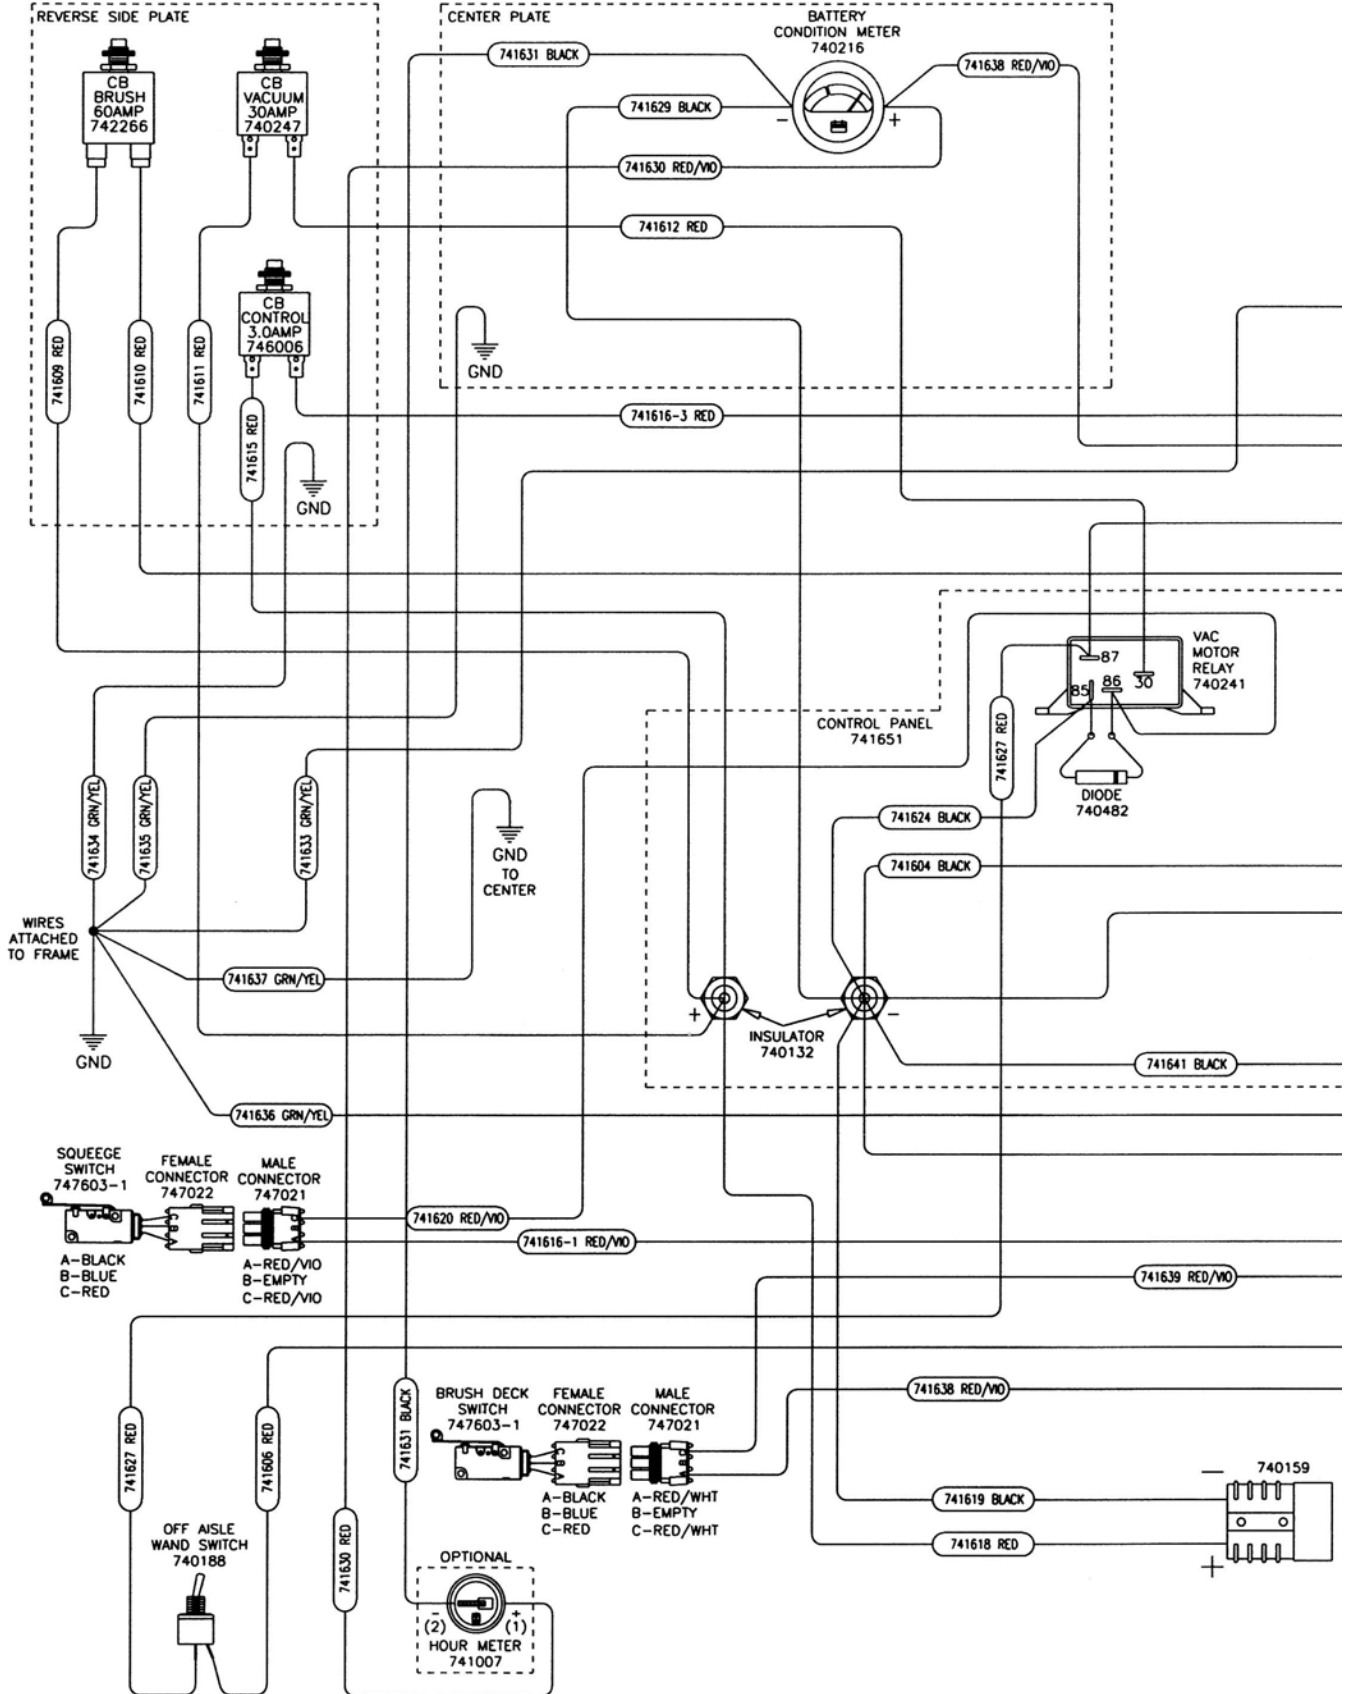 REVERSE SIDE PLATE
CB
BRUSH
60AMP
742266
CB
VACUUM
30AMP
740247
CB
CONTROL
3.0AMP
746006
741609 RED
741610 RED
741611 RED
741615 RED
GND
CENTER PLATE
BATTERY
CONDITION METER
740216
741631 BLACK
741638 RED/VIO
741629 BLACK
-
+
741630 RED/VIO
741612 RED
GND
741616-3 RED
VAC
MOTOR
RELAY
740241
87
86
30
85
741627 RED
CONTROL PANEL
741651
DIODE
740482
741624 BLACK
741604 BLACK
741634 GRN/YEL
741635 GRN/YEL
741633 GRN/YEL
GND
TO
CENTER
WIRES
ATTACHED
TO FRAME
741637 GRN/YEL
GND
+
-
INSULATOR
740132
741641 BLACK
741636 GRN/YEL
SQUEEGE
SWITCH
747603-1
FEMALE
CONNECTOR
747022
MALE
CONNECTOR
747021
C
B
A
C
B
A
A-BLACK
B-BLUE
C-RED
A-RED/VIO
B-EMPTY
C-RED/VIO
741620 RED/VIO
741616-1 RED/VIO
741639 RED/VIO
741638 RED/VIO
741627 RED
741606 RED
741631 BLACK
741630 RED
BRUSH DECK
SWITCH
747603-1
FEMALE
CONNECTOR
747022
MALE
CONNECTOR
747021
C
B
A
C
B
A
A-BLACK
B-BLUE
C-RED
A-RED/WHT
B-EMPTY
C-RED/WHT
740159
-
+
741619 BLACK
741618 RED
OFF AISLE
WAND SWITCH
740188
OPTIONAL
-
(2)
+
(1)
HOUR METER
741007